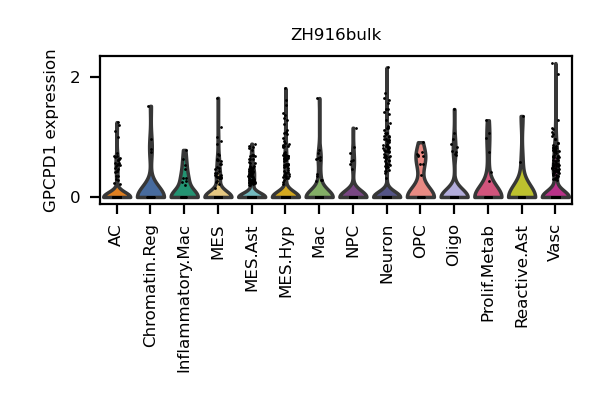 ZH916bulk
GPCPD1 expression
2
0
AC
Chromatin.Reg
Inflammatory.Mac
MES
MES.Ast
MES.Hyp
Mac
NPC
Neuron
OPC
Oligo
Prolif.Metab
Reactive.Ast
Vasc